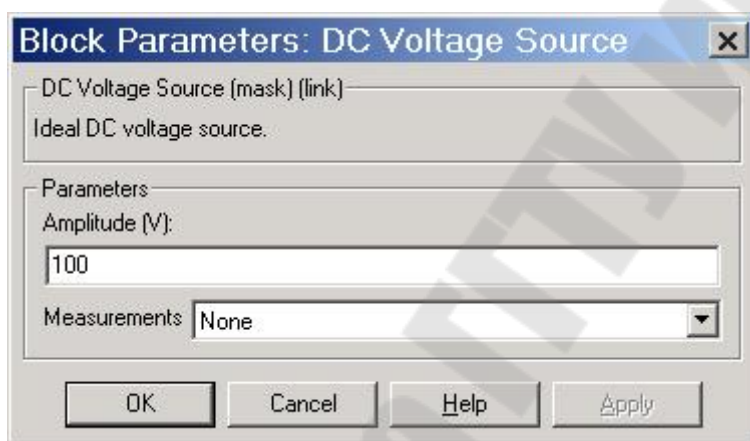 Block Parameters: DC Voltage Source
DC Voltage Source (mask) (link)
Ideal DC voltage source.
Parameters
Amplitude (V):
100
Measurements None
OK Cancel Help Apply